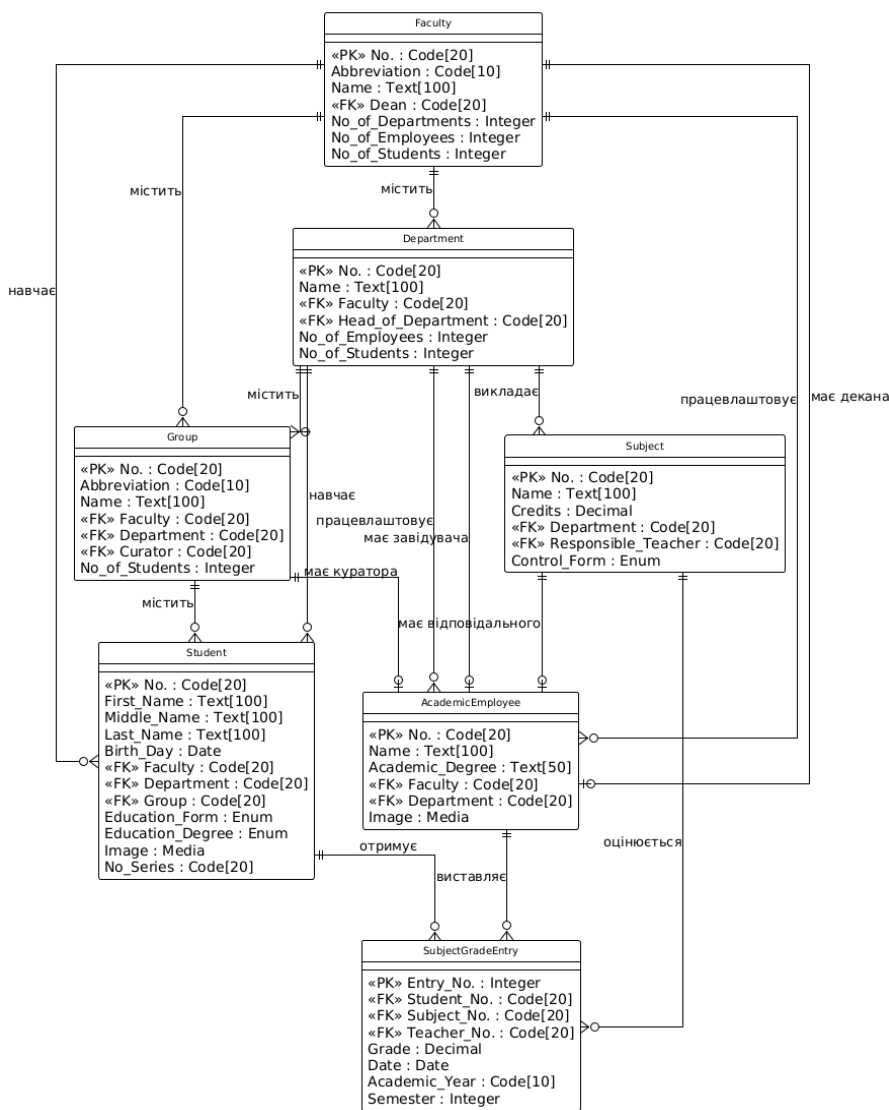 Faculty
«PK» No. : Code[20]
Abbreviation : Code[10]
Name : Text[100]
«FK» Dean : Code[20]
No_of_Departments : Integer
No_of_Employees : Integer
No_of_Students : Integer
містить
містить
Department
«PK» No. : Code[20]
Name : Text[100]
«FK» Faculty : Code[20]
«FK» Head_of_Department : Code[20]
No_of_Employees : Integer
No_of_Students : Integer
навчає
містить
викладає
працевлаштовує
має декана
Group
«PK» No. : Code[20]
Abbreviation : Code[10]
Name : Text[100]
«FK» Faculty : Code[20]
«FK» Department : Code[20]
«FK» Curator : Code[20]
No_of_Students : Integer
Subject
«PK» No. : Code[20]
Name : Text[100]
Credits : Decimal
«FK» Department : Code[20]
«FK» Responsible_Teacher : Code[20]
Control_Form : Enum
навчає
працевлаштовує
має завідувача
має куратора
містить
має відповідального
Student
«PK» No. : Code[20]
First_Name : Text[100]
Middle_Name : Text[100]
Last_Name : Text[100]
Birth_Day : Date
«FK» Faculty : Code[20]
«FK» Department : Code[20]
«FK» Group : Code[20]
Education_Form : Enum
Education_Degree : Enum
Image : Media
No_Series : Code[20]
AcademicEmployee
«PK» No. : Code[20]
Name : Text[100]
Academic_Degree : Text[50]
«FK» Faculty : Code[20]
«FK» Department : Code[20]
Image : Media
отримує
виставляє
оцінюється
SubjectGradeEntry
«PK» Entry_No. : Integer
«FK» Student_No. : Code[20]
«FK» Subject_No. : Code[20]
«FK» Teacher_No. : Code[20]
Grade : Decimal
Date : Date
Academic_Year : Code[10]
Semester : Integer